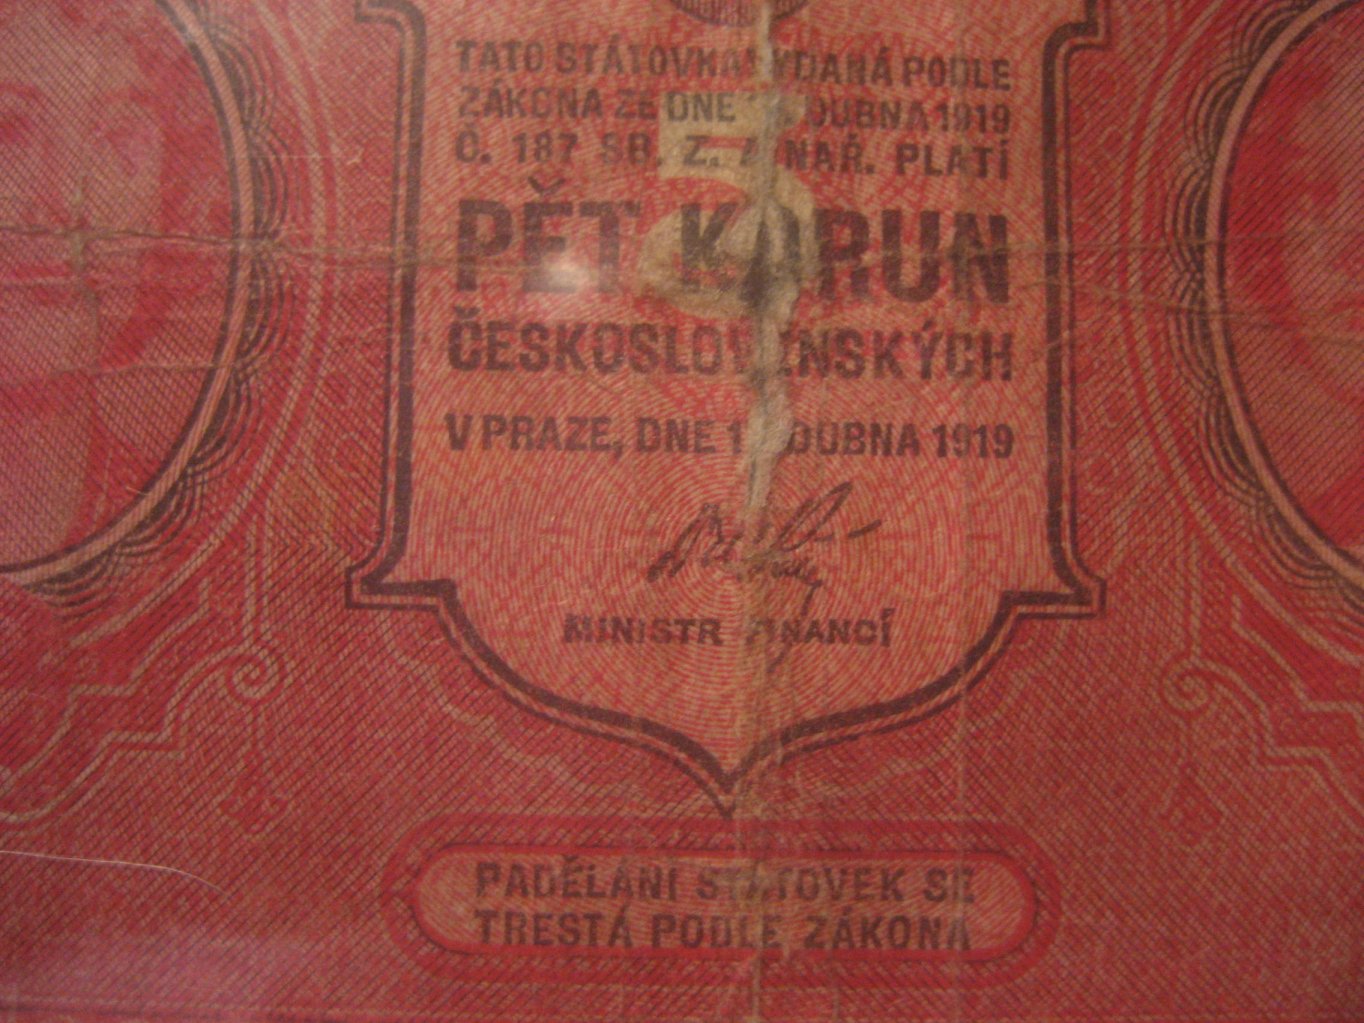 TATO STÁTOVKA VYDANÁ PODLE
ZÁKONA ZE DNE DUBNA 1919
Č. 187 SB. Z. A NAŘ. PLATÍ
5
PĚT KORUN
ČESKOSLOVENSKÝCH
V PRAZE, DNE DUBNA 1919
MINISTR FINANCÍ
PADĚLÁNÍ STÁTOVEK SE
TRESTÁ PODLE ZÁKONA